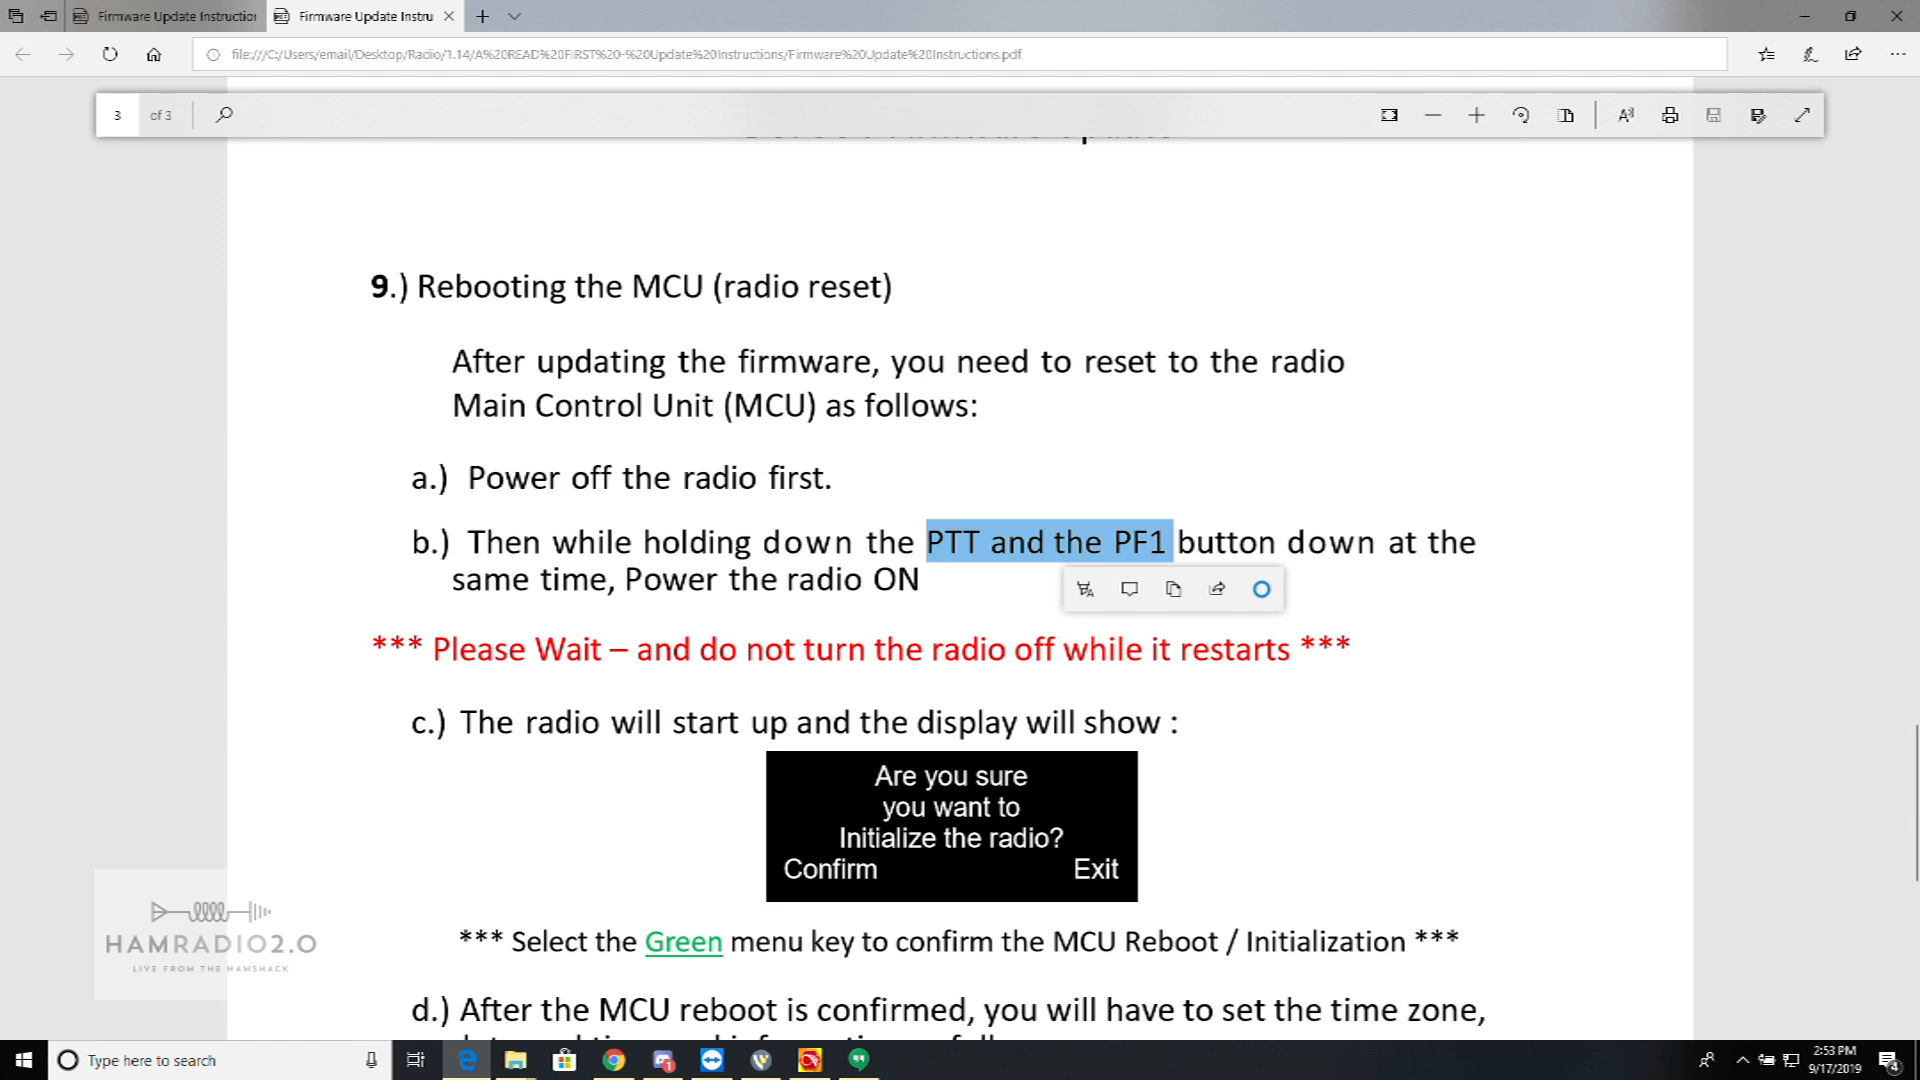 Firmware Update Instruction
Firmware Update Instru
file:///C:/Users/email/Desktop/Radio/1.14/A%20READ%20FIRST%20-%20Update%20Instructions/Firmware%20Update%20Instructions.pdf
3 of 3
9.) Rebooting the MCU (radio reset)
After updating the firmware, you need to reset to the radio
Main Control Unit (MCU) as follows:
a.) Power off the radio first.
b.) Then while holding down the PTT and the PF1 button down at the
same time, Power the radio ON
*** Please Wait – and do not turn the radio off while it restarts ***
c.) The radio will start up and the display will show :
Are you sure
you want to
Initialize the radio?
Confirm Exit
*** Select the Green menu key to confirm the MCU Reboot / Initialization ***
d.) After the MCU reboot is confirmed, you will have to set the time zone,
HAMRADIO2.0
LIVE FROM THE HAMSHACK
Type here to search
2:53 PM
9/17/2019